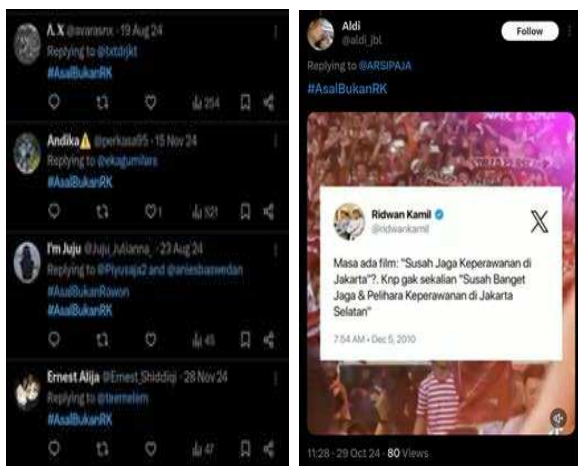 A.X @avarasnx · 19 Aug 24
Replying to @txtdrjkt
#AsalBukanRK
254
Andika⚠ @perkasa95 · 15 Nov 24
Replying to @ekagumilars
#AsalBukanRK
1
521
I'm Juju @Juju_Julianna_ · 23 Aug 24
Replying to @Piyusaja2 and @aniesbaswedan
#AsalBukanRawon
#AsalBukanRK
45
Ernest Alija @Ernest_Shiddiqi · 28 Nov 24
Replying to
#AsalBukanRK
47
Aldi
@aldi_jbl
Follow
Replying to @ARSIPAJA
#AsalBukanRK
Ridwan Kamil
@ridwankamil
X
Masa ada film: "Susah Jaga Keperawanan di
Jakarta"?. Knp gak sekalian "Susah Banget
Jaga & Pelihara Keperawanan di Jakarta
Selatan"
7:54 AM • Dec 5, 2010
11:28 · 29 Oct 24 · 80 Views